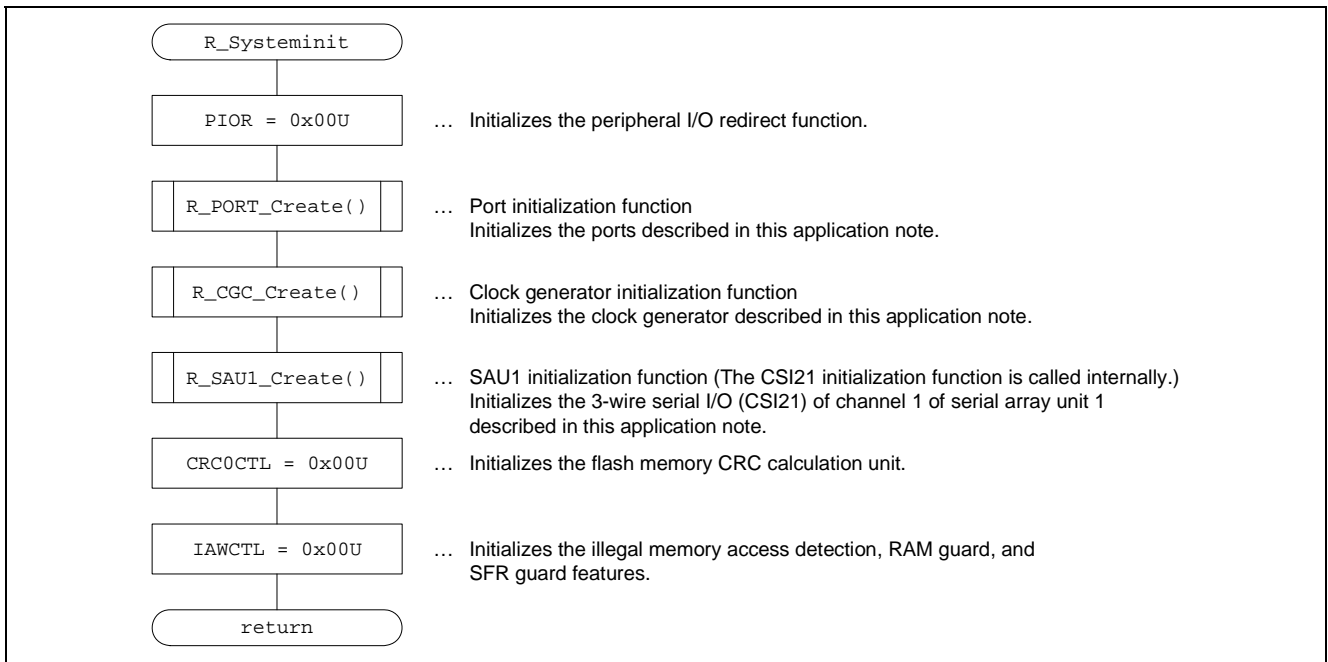 R_Systeminit
PIOR = 0x00U
… Initializes the peripheral I/O redirect function.
R_PORT_Create()
… Port initialization function
Initializes the ports described in this application note.
R_CGC_Create()
… Clock generator initialization function
Initializes the clock generator described in this application note.
R_SAU1_Create()
… SAU1 initialization function (The CSI21 initialization function is called internally.)
Initializes the 3-wire serial I/O (CSI21) of channel 1 of serial array unit 1
described in this application note.
CRC0CTL = 0x00U
… Initializes the flash memory CRC calculation unit.
IAWCTL = 0x00U
… Initializes the illegal memory access detection, RAM guard, and
SFR guard features.
return